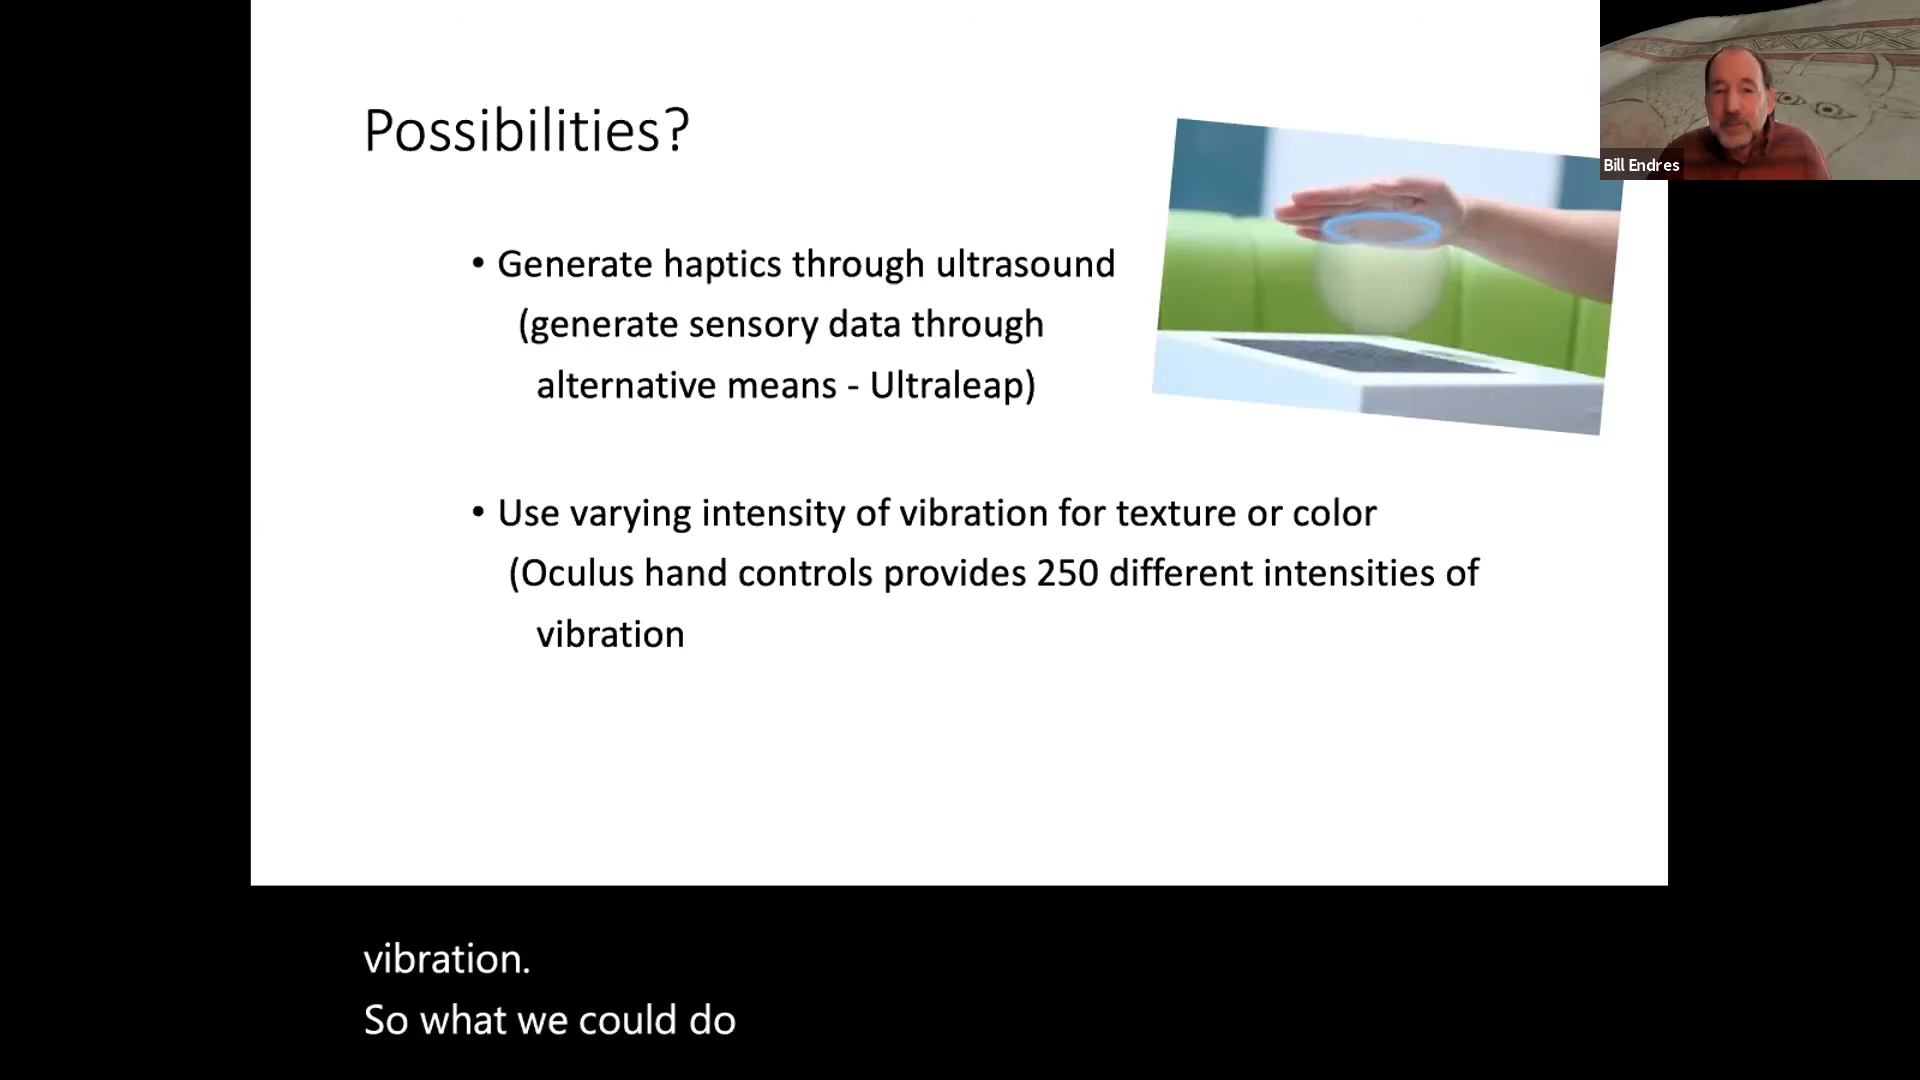 Possibilities?
• Generate haptics through ultrasound
(generate sensory data through
alternative means - Ultraleap)
• Use varying intensity of vibration for texture or color
(Oculus hand controls provides 250 different intensities of
vibration
Bill Endres
vibration.
So what we could do